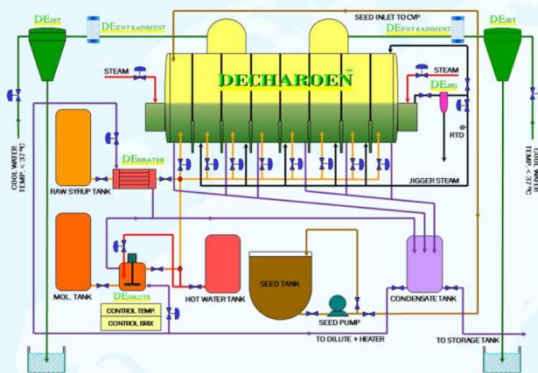 DEJET
DEENTRAINMENT
SEED INLET TO CVP
DEENTRAINMENT
DEJET
STEAM
DECHAROEN™
STEAM
DEJIG
RTD
COOL WATER
TEMP. < 37°C
COOL WATER
TEMP. < 37°C
DEHEATER
RAW SYRUP TANK
JIGGER STEAM
MOL. TANK
DEDILUTE
CONTROL TEMP.
CONTROL BRIX
HOT WATER TANK
SEED TANK
SEED PUMP
CONDENSATE TANK
TO DILUTE + HEATER
TO STORAGE TANK